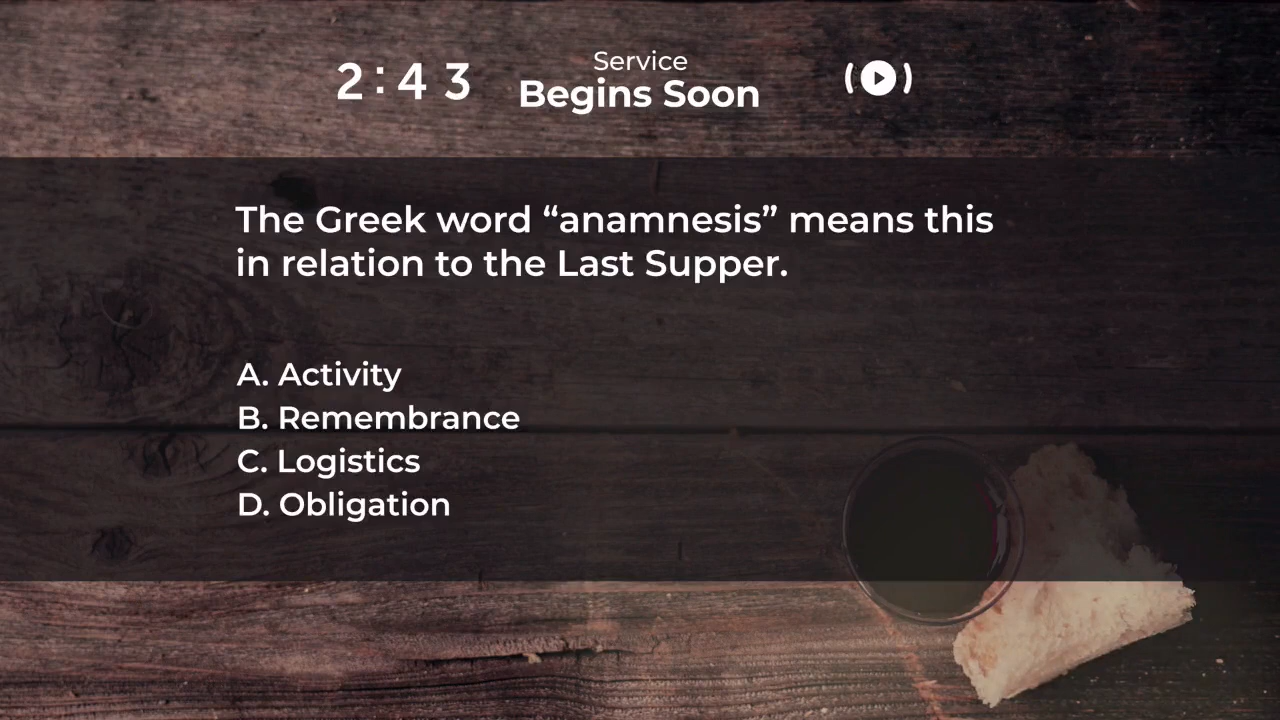 2:43
Service
Begins Soon
The Greek word “anamnesis” means this
in relation to the Last Supper.
A. Activity
B. Remembrance
C. Logistics
D. Obligation